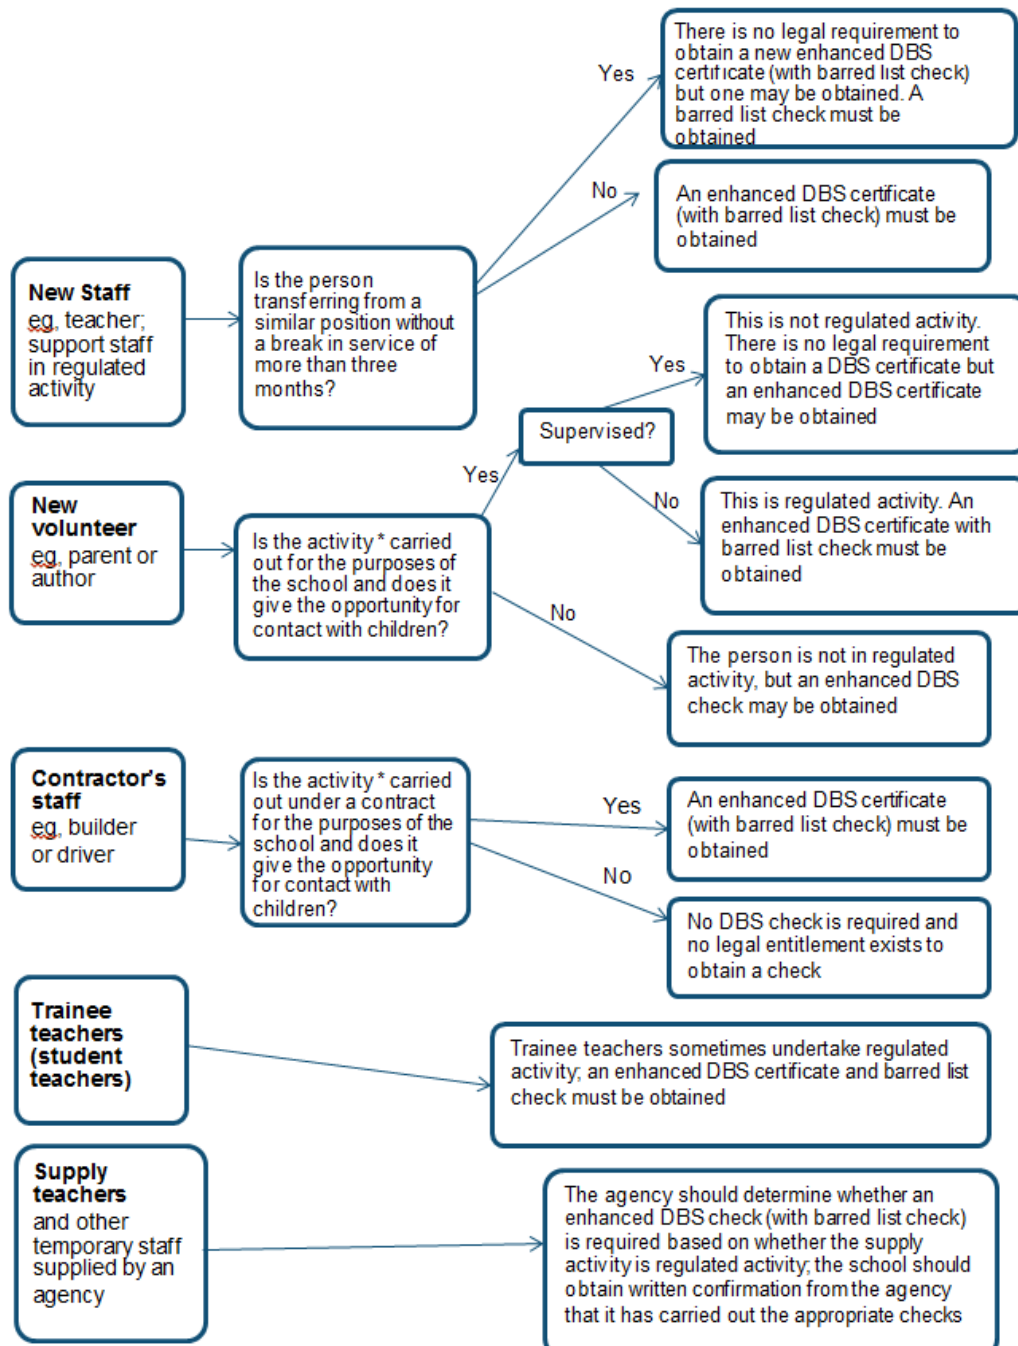 There is no legal requirement to
obtain a new enhanced DBS
certificate (with barred list check)
but one may be obtained. A
barred list check must be
obtained
Yes
No
An enhanced DBS certificate
(with barred list check) must be
obtained
New Staff
eg, teacher;
support staff
in regulated
activity
Is the person
transferring from a
similar position without
a break in service of
more than three
months?
This is not regulated activity.
There is no legal requirement
to obtain a DBS certificate but
an enhanced DBS certificate
may be obtained
Yes
Supervised?
Yes
No
This is regulated activity. An
enhanced DBS certificate with
barred list check must be
obtained
New
volunteer
eg, parent or
author
Is the activity * carried
out for the purposes of
the school and does it
give the opportunity for
contact with children?
No
The person is not in regulated
activity, but an enhanced DBS
check may be obtained
Contractor's
staff
eg, builder
or driver
Is the activity * carried
out under a contract
for the purposes of the
school and does it
give the opportunity
for contact with
children?
Yes
An enhanced DBS certificate
(with barred list check) must be
obtained
No
No DBS check is required and
no legal entitlement exists to
obtain a check
Trainee
teachers
(student
teachers)
Trainee teachers sometimes undertake regulated
activity; an enhanced DBS certificate and barred list
check must be obtained
Supply
teachers
and other
temporary staff
supplied by an
agency
The agency should determine whether an
enhanced DBS check (with barred list check)
is required based on whether the supply
activity is regulated activity; the school should
obtain written confirmation from the agency
that it has carried out the appropriate checks